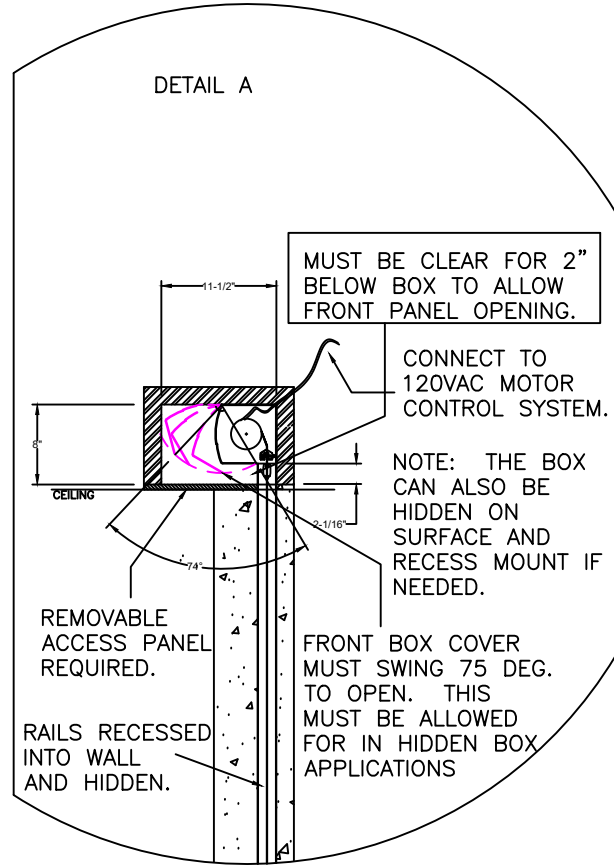 DETAIL A
MUST BE CLEAR FOR 2"
BELOW BOX TO ALLOW
FRONT PANEL OPENING.
11-1/2"
CONNECT TO
120VAC MOTOR
CONTROL SYSTEM.
8"
NOTE: THE BOX
CAN ALSO BE
HIDDEN ON
SURFACE AND
RECESS MOUNT IF
NEEDED.
CEILING
2-1/16"
74°
REMOVABLE
ACCESS PANEL
REQUIRED.
FRONT BOX COVER
MUST SWING 75 DEG.
TO OPEN. THIS
MUST BE ALLOWED
FOR IN HIDDEN BOX
APPLICATIONS
RAILS RECESSED
INTO WALL
AND HIDDEN.